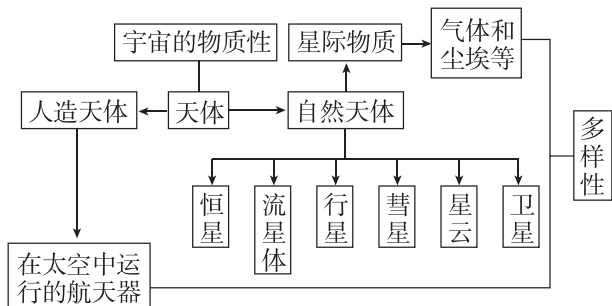 宇宙的物质性
星际物质
气体和
尘埃等
人造天体
天体
自然天体
多样性
恒星
流星体
行星
彗星
星云
卫星
在太空中运
行的航天器